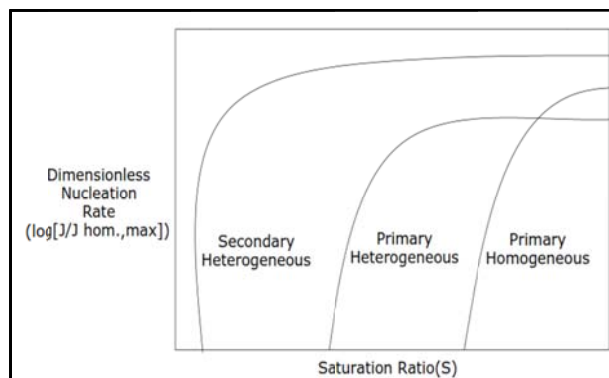 Dimensionless
Nucleation
Rate
(log[J/J hom.,max])
Secondary
Heterogeneous
Primary
Heterogeneous
Primary
Homogeneous
Saturation Ratio(S)